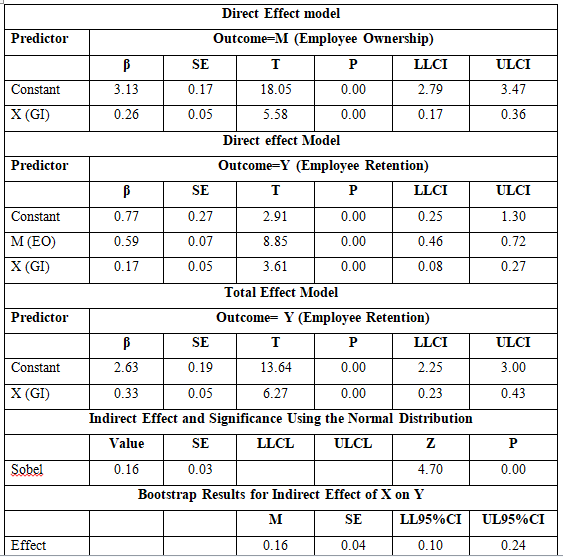 Direct Effect model
Predictor Outcome=M (Employee Ownership)
β SE T P LLCI ULCI
Constant 3.13 0.17 18.05 0.00 2.79 3.47
X (GI) 0.26 0.05 5.58 0.00 0.17 0.36
Direct effect Model
Predictor Outcome=Y (Employee Retention)
β SE T P LLCI ULCI
Constant 0.77 0.27 2.91 0.00 0.25 1.30
M (EO) 0.59 0.07 8.85 0.00 0.46 0.72
X (GI) 0.17 0.05 3.61 0.00 0.08 0.27
Total Effect Model
Predictor Outcome= Y (Employee Retention)
β SE T P LLCI ULCI
Constant 2.63 0.19 13.64 0.00 2.25 3.00
X (GI) 0.33 0.05 6.27 0.00 0.23 0.43
Indirect Effect and Significance Using the Normal Distribution
Value SE LLCL ULCL Z P
Sobel 0.16 0.03 4.70 0.00
Bootstrap Results for Indirect Effect of X on Y
M SE LL95%CI UL95%CI
Effect 0.16 0.04 0.10 0.24